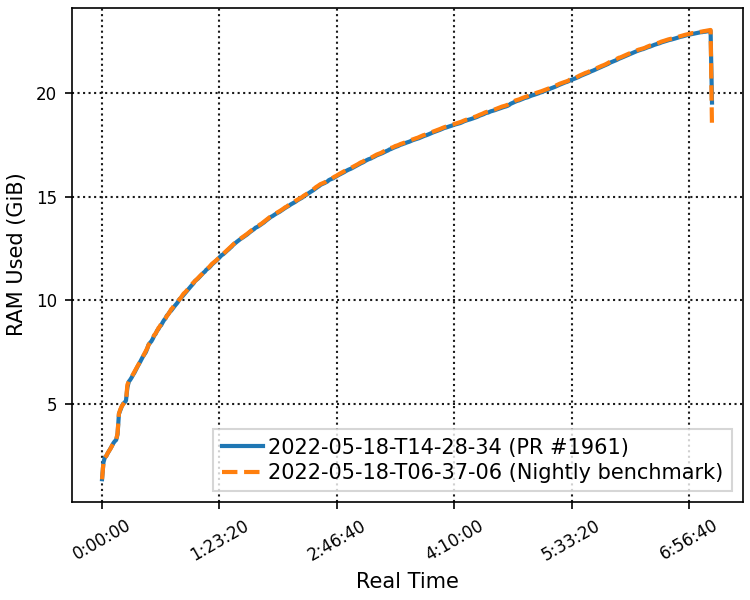 20
15
10
5
RAM Used (GiB)
2022-05-18-T14-28-34 (PR #1961)
2022-05-18-T06-37-06 (Nightly benchmark)
0:00:00
1:23:20
2:46:40
4:10:00
5:33:20
6:56:40
Real Time